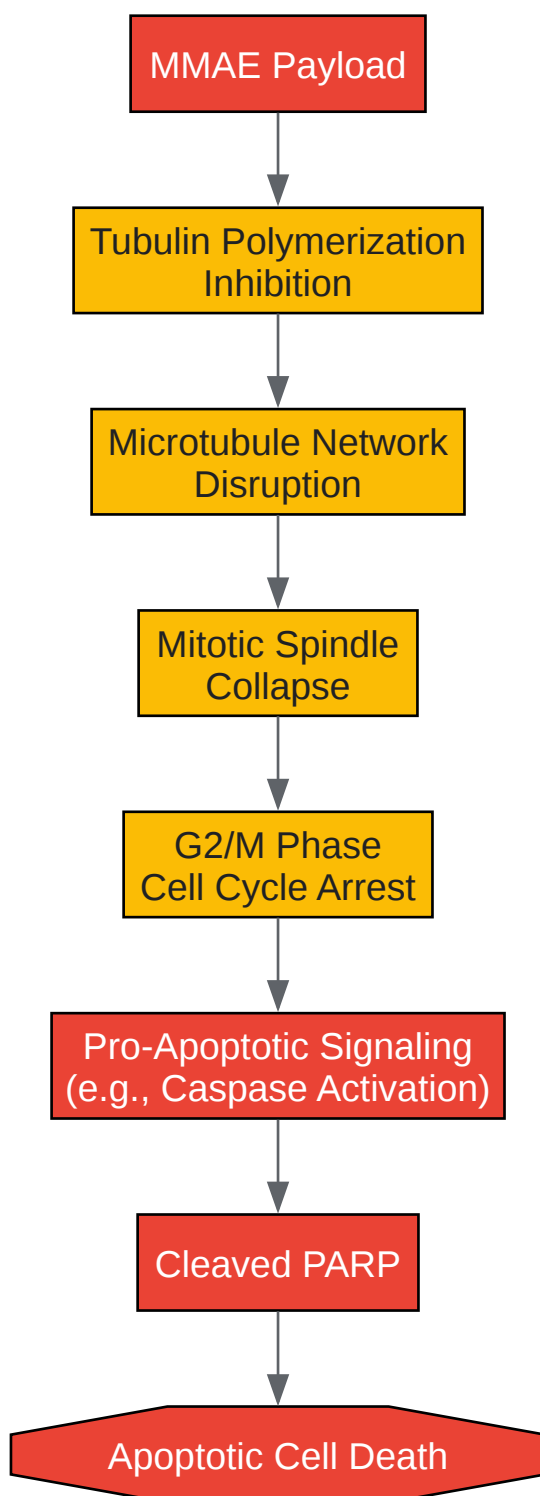 MMAE Payload
Tubulin Polymerization
Inhibition
Microtubule Network
Disruption
Mitotic Spindle
Collapse
G2/M Phase
Cell Cycle Arrest
Pro-Apoptotic Signaling
(e.g., Caspase Activation)
Cleaved PARP
Apoptotic Cell Death